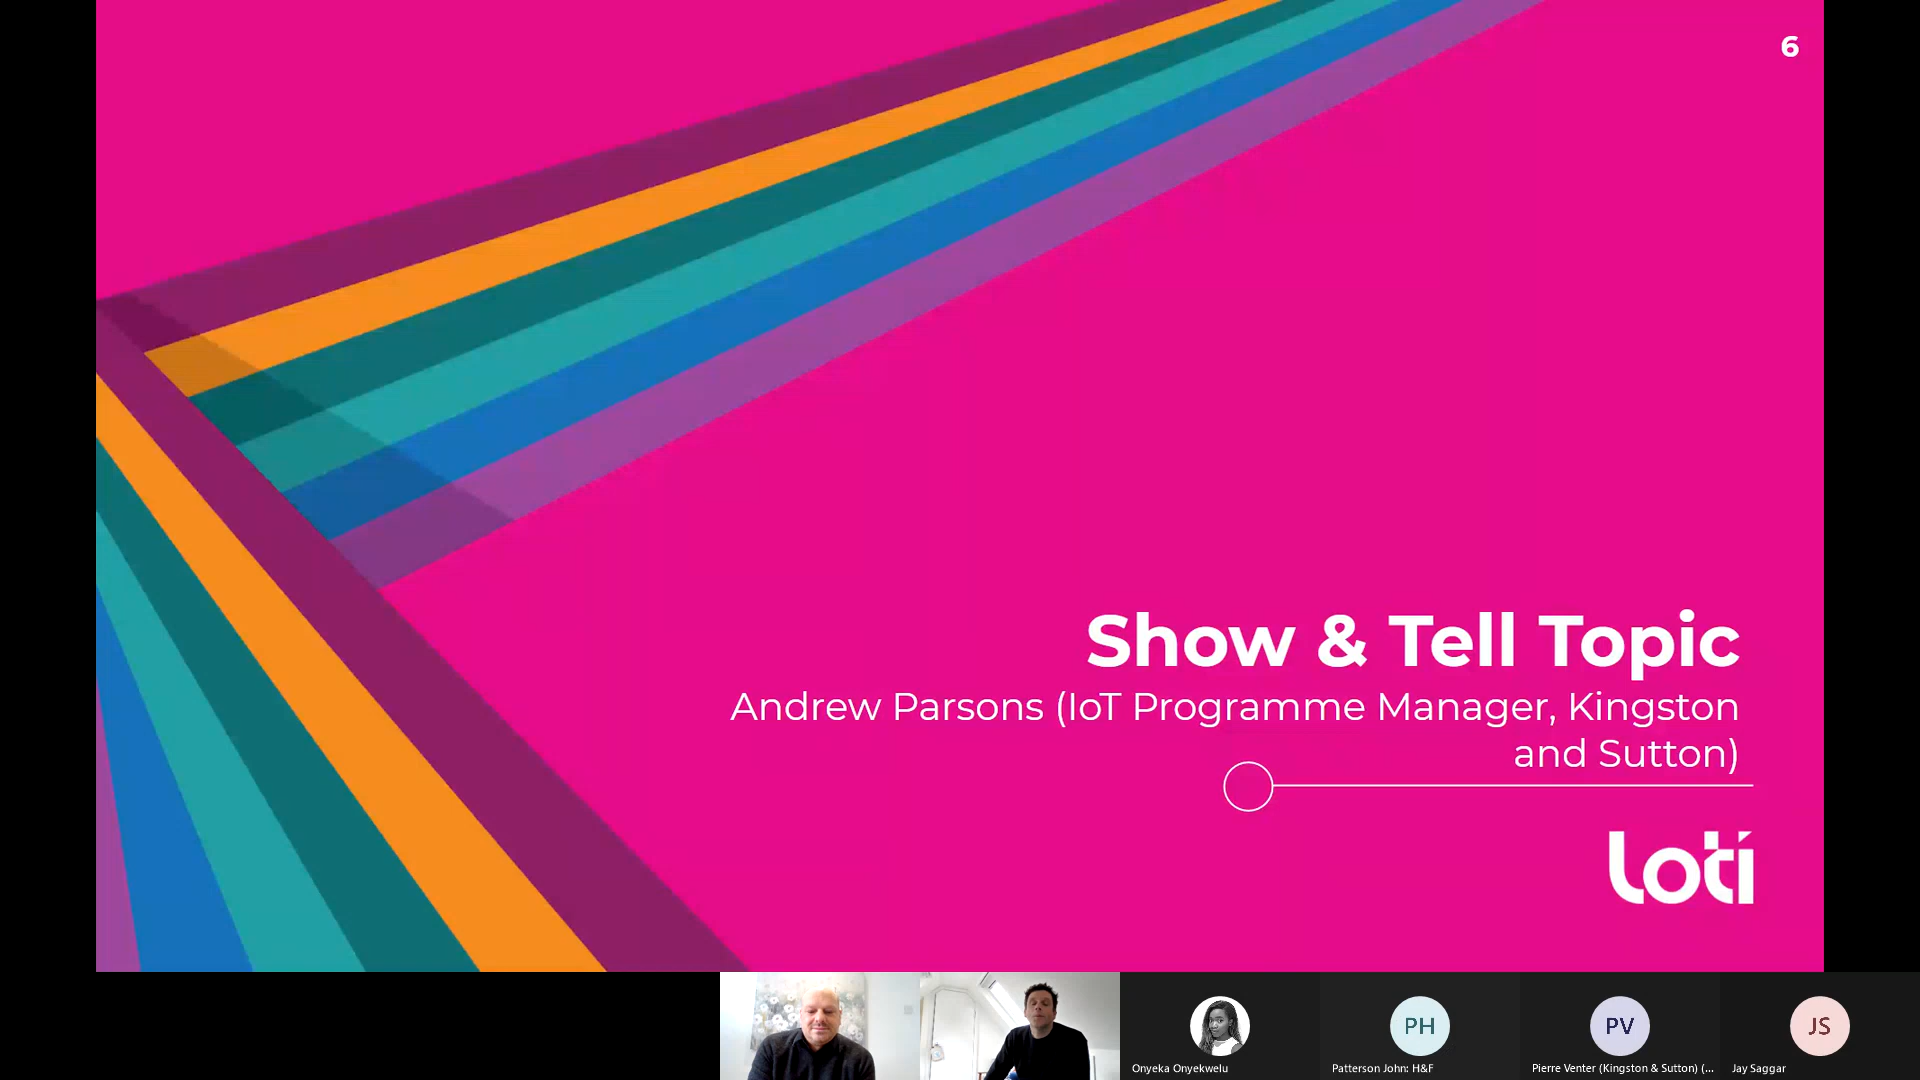 6
Show & Tell Topic
Andrew Parsons (IoT Programme Manager, Kingston
and Sutton)
loti
PH
PV
JS
Onyeka Onyekwelu
Patterson John: H&F
Pierre Venter (Kingston & Sutton) (...
Jay Saggar